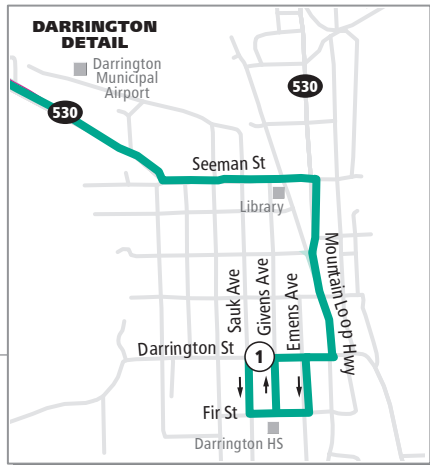 DARRINGTON
DETAIL
Darrington
Municipal
Airport
530
530
Seeman St
Library
Mountain Loop Hwy
Sauk Ave
Givens Ave
Emens Ave
Darrington St
1
Fir St
Darrington HS